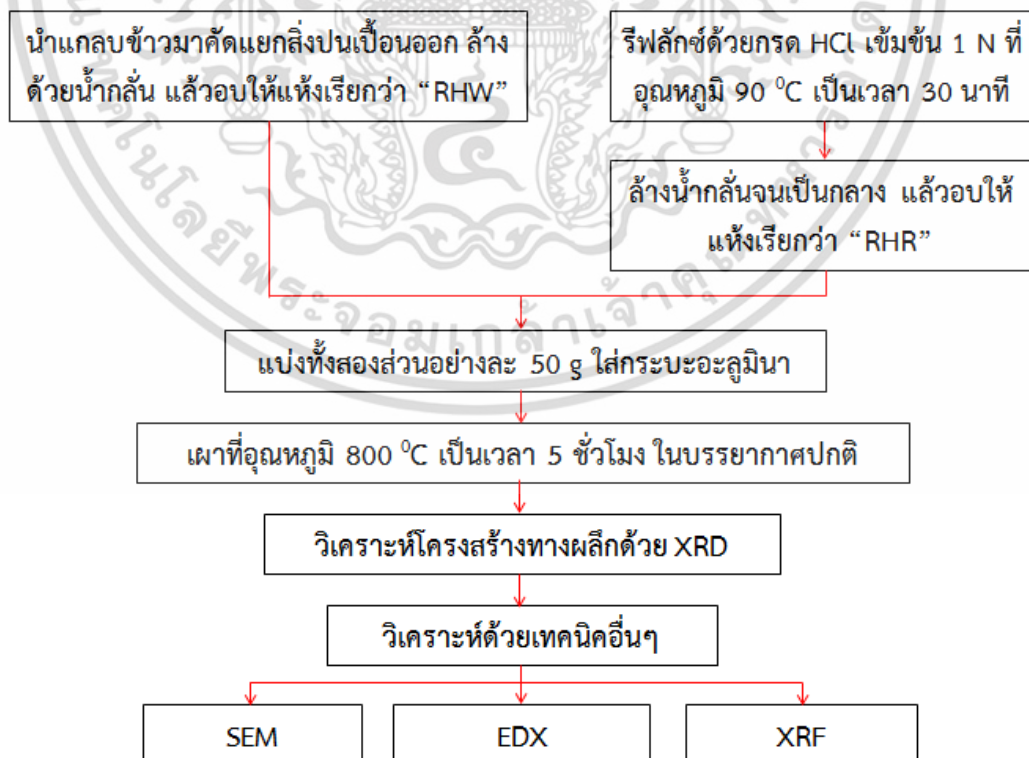 นำแกลบข้าวมาคัดแยกสิ่งปนเปื้อนออก ล้าง
ด้วยน้ำกลั่น แล้วอบให้แห้งเรียกว่า “RHW”
รีฟลักซ์ด้วยกรด HCl เข้มข้น 1 N ที่
อุณหภูมิ 90 ⁰C เป็นเวลา 30 นาที
ล้างน้ำกลั่นจนเป็นกลาง แล้วอบให้
แห้งเรียกว่า “RHR”
แบ่งทั้งสองส่วนอย่างละ 50 g ใส่กระบะอะลูมินา
เผาที่อุณหภูมิ 800 ⁰C เป็นเวลา 5 ชั่วโมง ในบรรยากาศปกติ
วิเคราะห์โครงสร้างทางผลึกด้วย XRD
วิเคราะห์ด้วยเทคนิคอื่นๆ
SEM
EDX
XRF